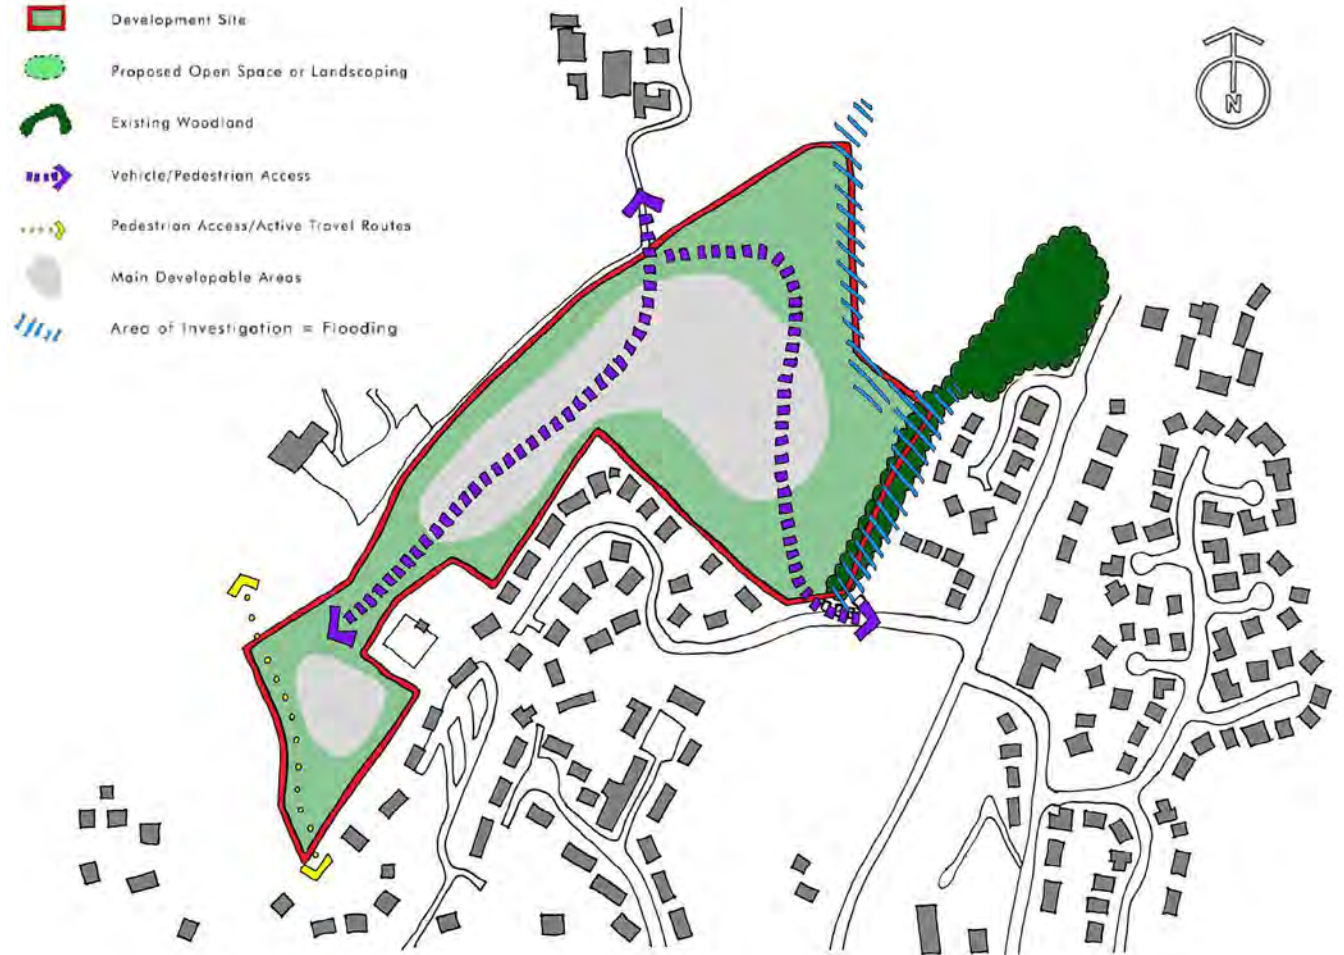 Development Site
Proposed Open Space or Landscaping
Existing Woodland
Vehicle/Pedestrian Access
Pedestrian Access/Active Travel Routes
Main Developable Areas
Area of Investigation = Flooding
N